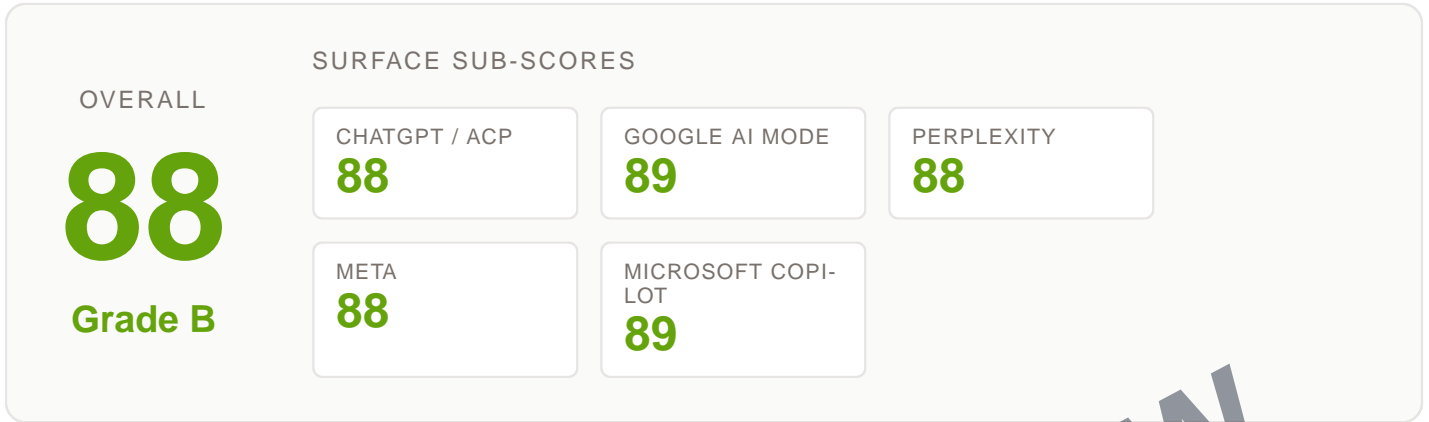 SURFACE SUB-SCORES
OVERALL
88
Grade B
CHATGPT / ACP
88
GOOGLE AI MODE
89
PERPLEXITY
88
META
88
MICROSOFT COPI-
LOT
89